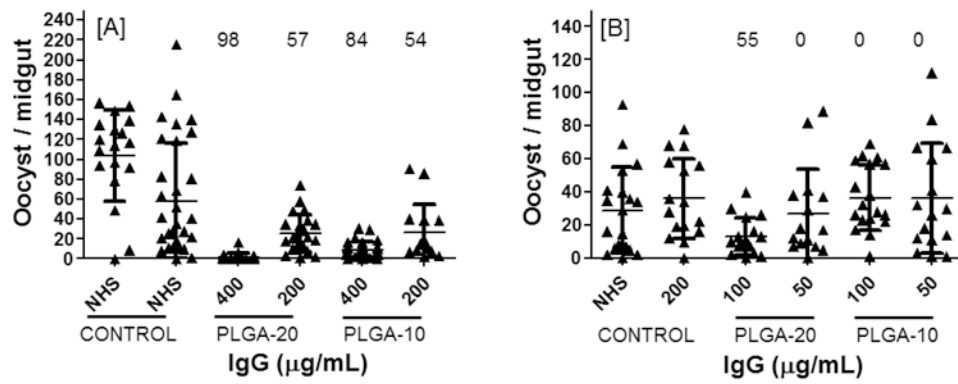 [A]
98 57 84 54
240
220
200
180
160
140
120
100
80
60
40
20
0
Oocyst / midgut
NHS NHS 400 200 400 200
CONTROL PLGA-20 PLGA-10
IgG (μg/mL)
[B]
55 0 0 0
140
120
100
80
60
40
20
0
Oocyst / midgut
NHS 200 100 50 100 50
CONTROL PLGA-20 PLGA-10
IgG (μg/mL)